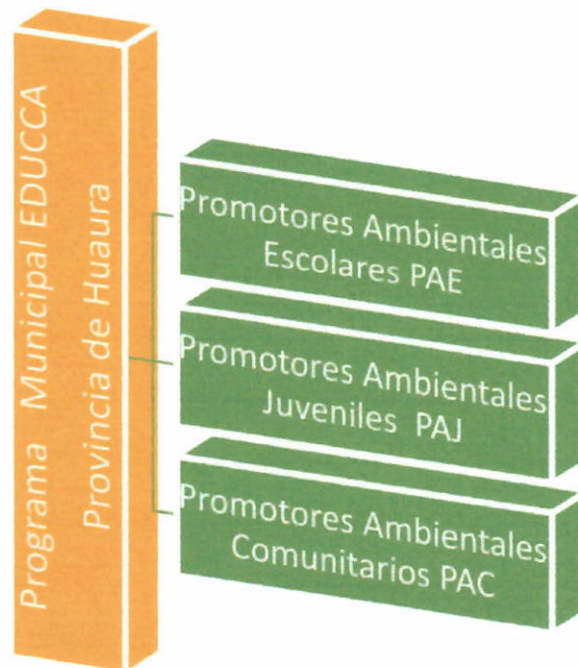 Programa Municipal EDUCCA
Provincia de Huaura
Promotores Ambientales
Escolares PAE
Promotores Ambientales
Juveniles PAJ
Promotores Ambientales
Comunitarios PAC